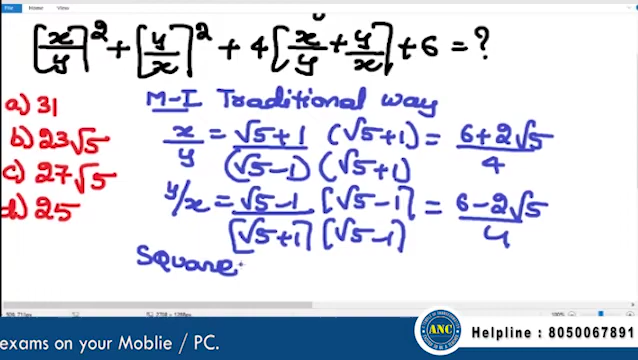 [x/y]² + [y/x]² + 4[x/y + y/x] + 6 = ?
M-I Traditional way
a) 31
b) 23√5
c) 27√5
d) 25
x/y = √5+1 / (√5-1) (√5+1) / (√5+1) = 6+2√5 / 4
y/x = √5-1 / [√5+1] [√5-1] / [√5-1] = 6-2√5 / 4
Square
100%
ANC
exams on your Moblie / PC.
Helpline : 8050067891